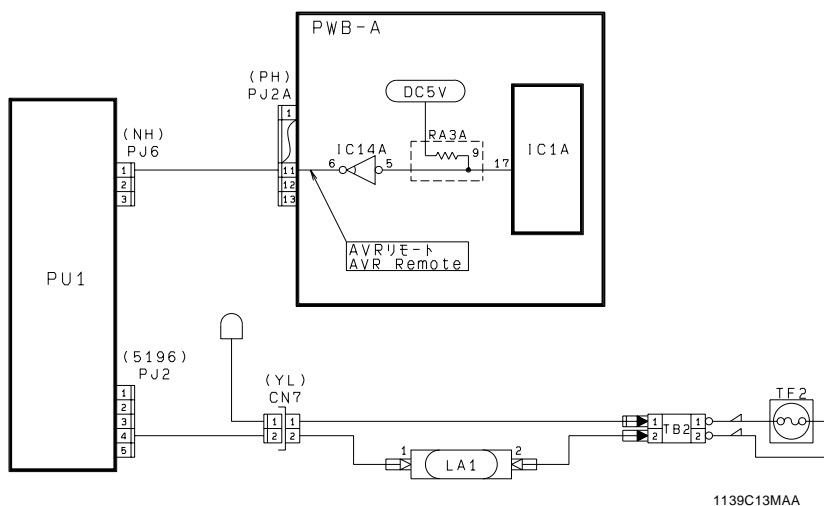 PWB-A
(PH)
PJ2A
DC5V
1
RA3A
IC14A
9
IC1A
(NH)
PJ6
6
5
17
1
2
3
11
12
13
AVRリモート
AVR Remote
PU1
(5196)
PJ2
(YL)
CN7
TF2
1
2
3
4
5
1
2
1
2
1
2
TB2
1
2
1
LA1
2
1139C13MAA